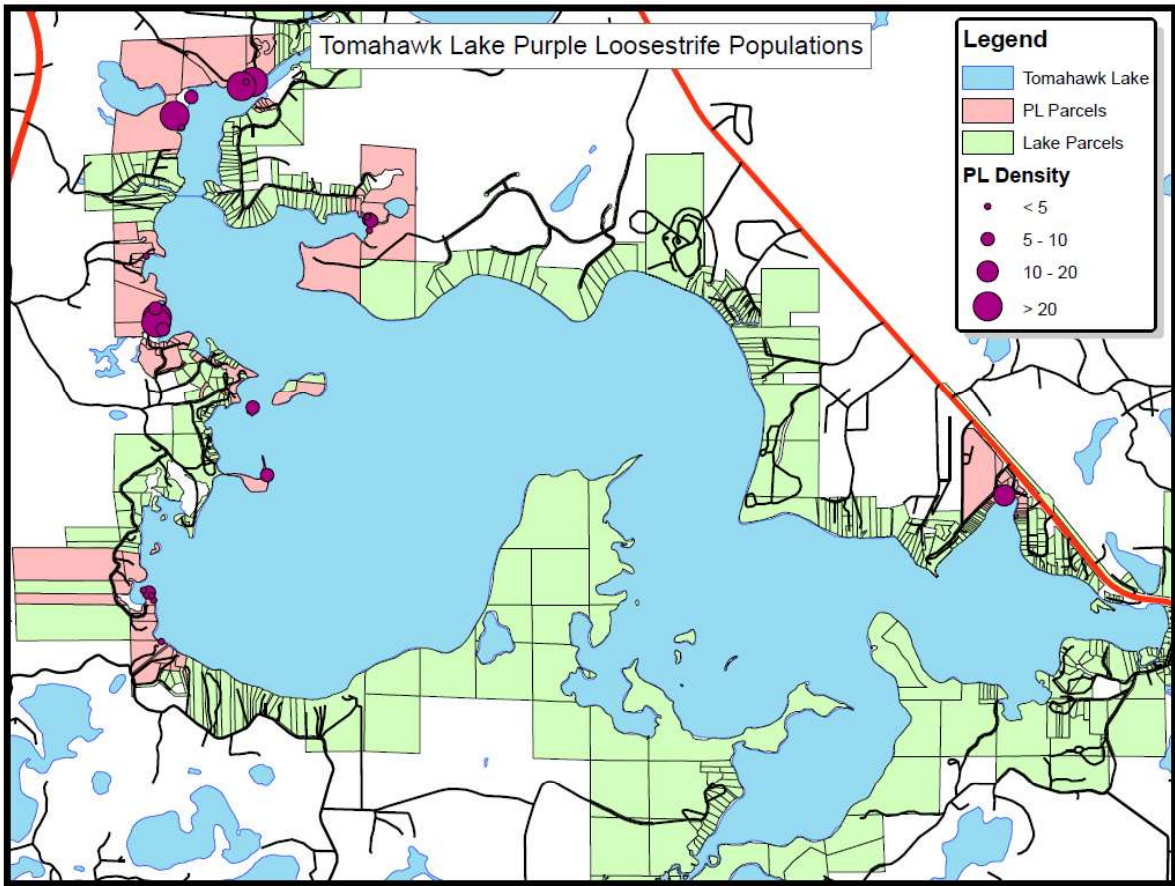 Tomahawk Lake Purple Loosestrife Populations
Legend
Tomahawk Lake
PL Parcels
Lake Parcels
PL Density
< 5
5 - 10
10 - 20
> 20